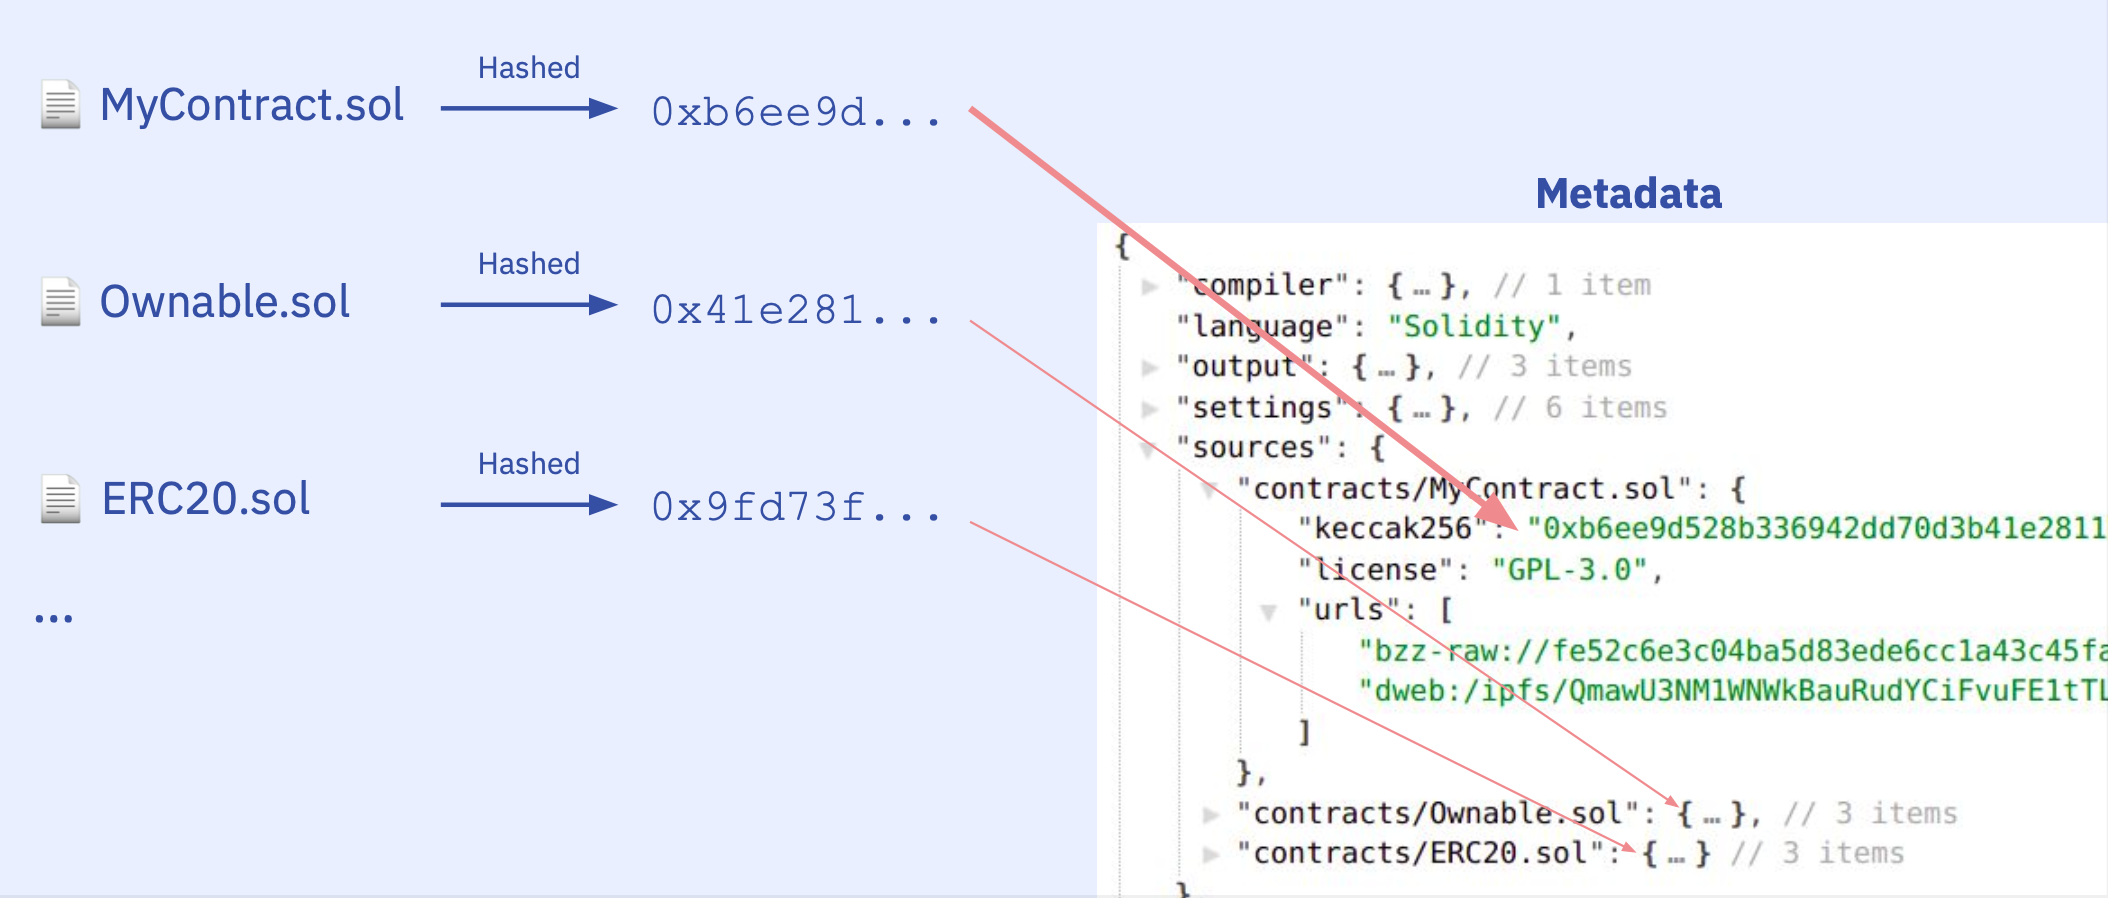 MyContract.sol
Hashed
0xb6ee9d...
Ownable.sol
Hashed
0x41e281...
ERC20.sol
Hashed
0x9fd73f...
...
Metadata
{
"compiler": { … }, // 1 item
"language": "Solidity",
"output": { … }, // 3 items
"settings": { … }, // 6 items
"sources": {
"contracts/MyContract.sol": {
"keccak256": "0xb6ee9d528b336942dd70d3b41e2811
"license": "GPL-3.0",
"urls": [
"bzz-raw://fe52c6e3c04ba5d83ede6cc1a43c45fa
"dweb:/ipfs/QmawU3NM1WNWkBauRudYCiFvuFE1tTL
]
},
"contracts/Ownable.sol": { … }, // 3 items
"contracts/ERC20.sol": { … } // 3 items
}